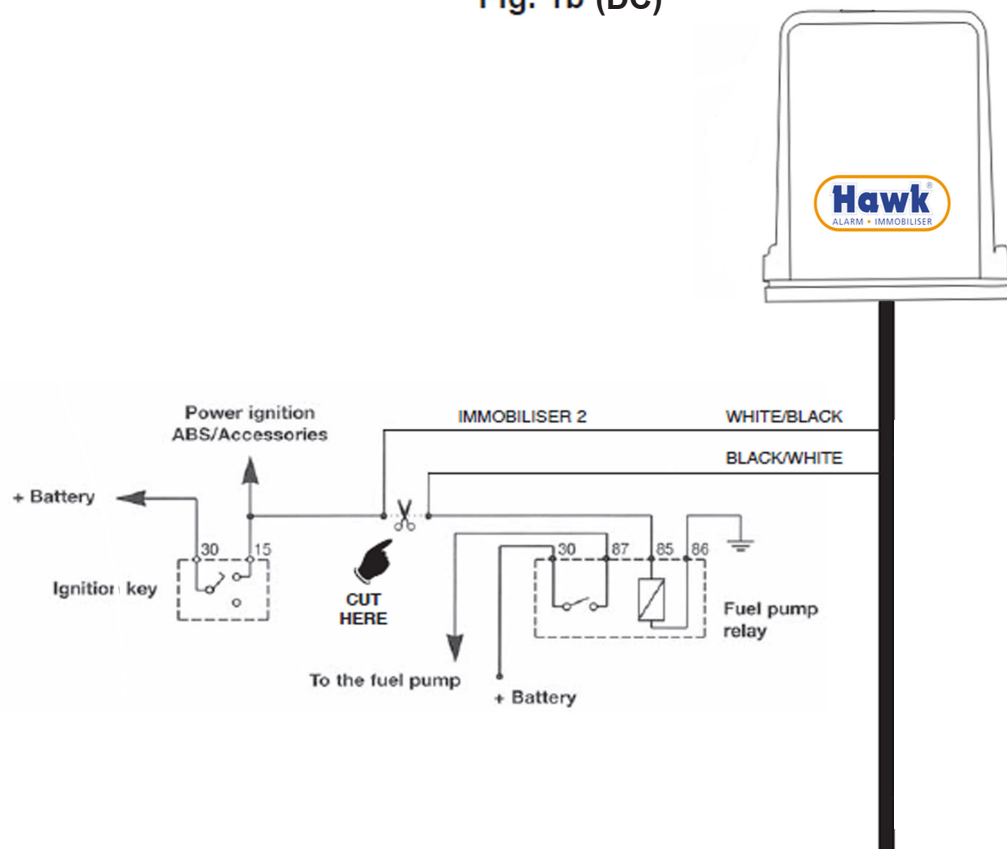 Fig. 1b (DC)
Hawk®
ALARM • IMMOBILISER
Power ignition
ABS/Accessories
IMMOBILISER 2
WHITE/BLACK
BLACK/WHITE
+ Battery
30
15
30
87
85
86
Ignition key
CUT
HERE
Fuel pump
relay
To the fuel pump
+ Battery